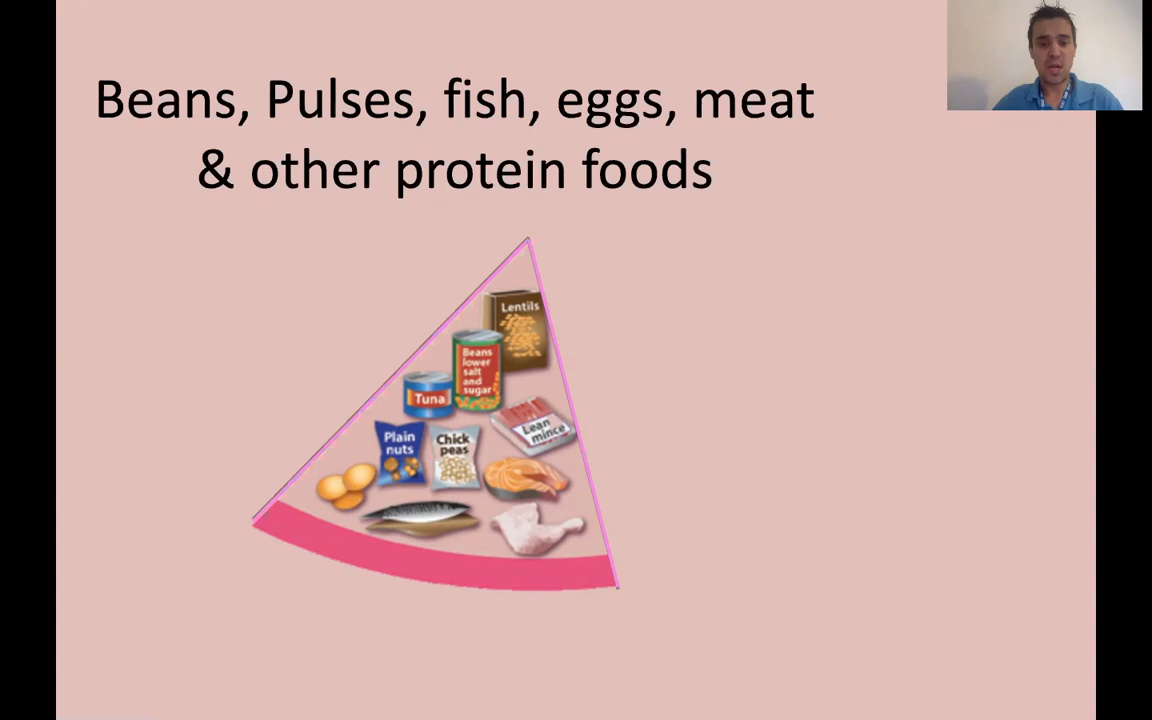 Beans, Pulses, fish, eggs, meat
& other protein foods
Lentils
Beans
lower
salt
and
sugar
Tuna
Lean
mince
Plain
nuts
Chick
peas